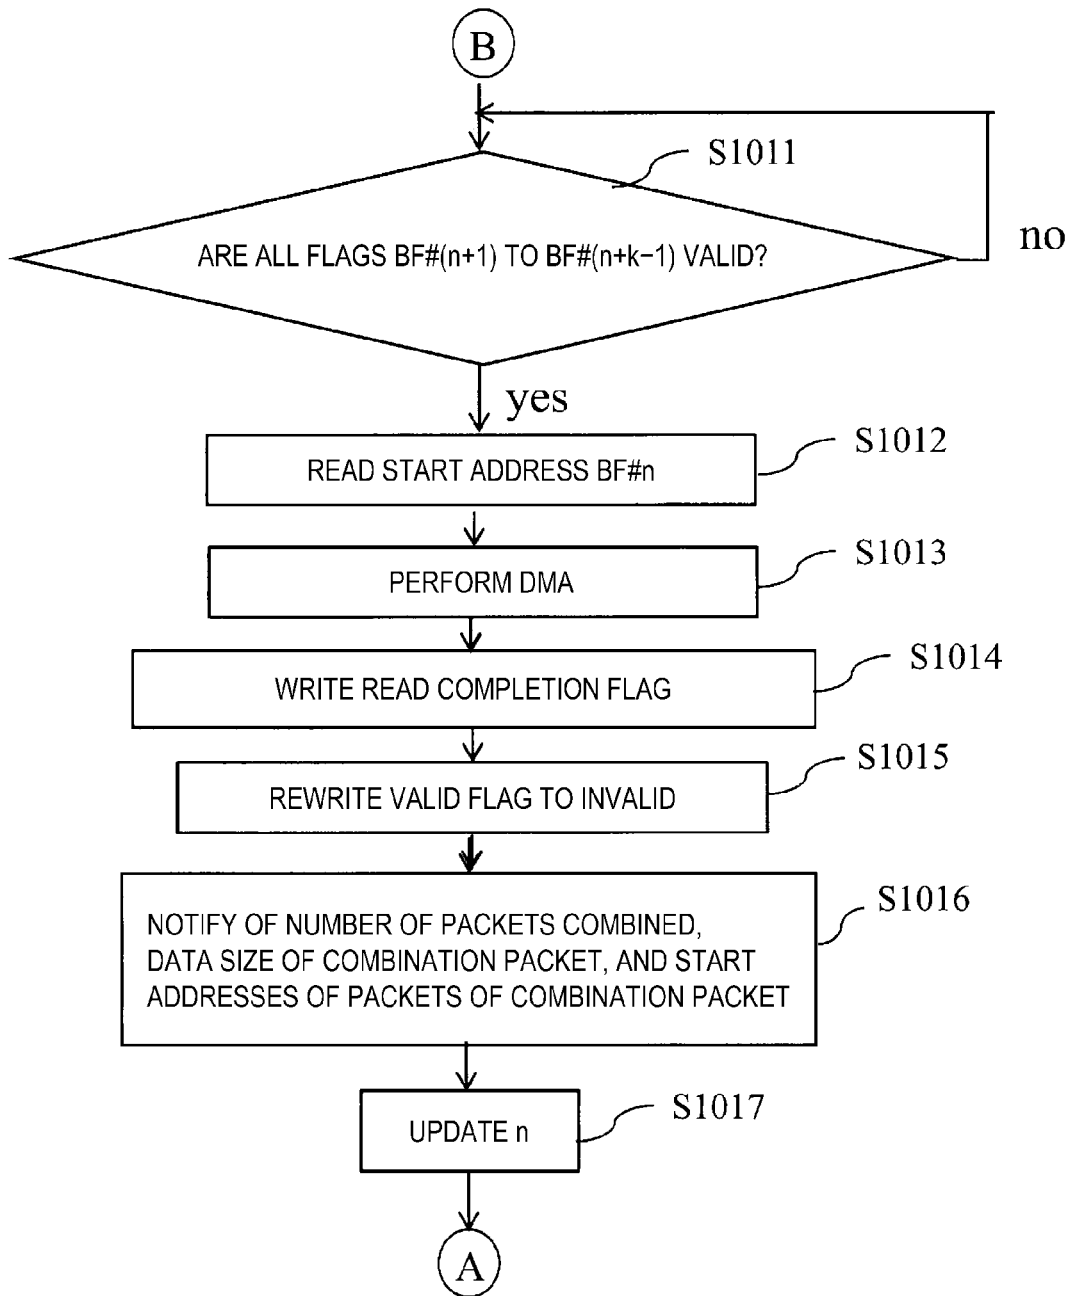 B
S1011
ARE ALL FLAGS BF#(n+1) TO BF#(n+k−1) VALID?
no
yes
S1012
READ START ADDRESS BF#n
S1013
PERFORM DMA
S1014
WRITE READ COMPLETION FLAG
S1015
REWRITE VALID FLAG TO INVALID
S1016
NOTIFY OF NUMBER OF PACKETS COMBINED,
DATA SIZE OF COMBINATION PACKET, AND START
ADDRESSES OF PACKETS OF COMBINATION PACKET
S1017
UPDATE n
A